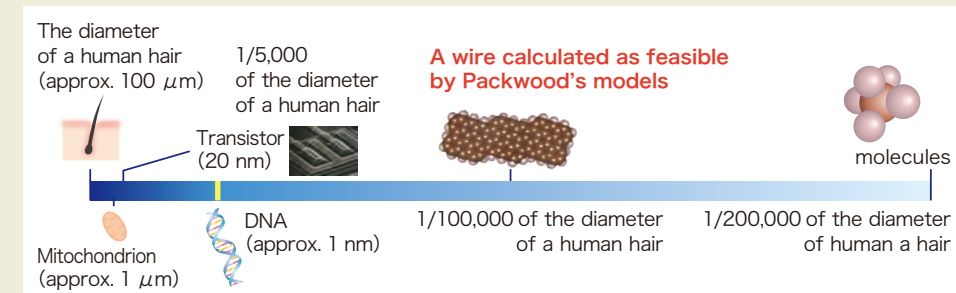 The diameter
of a human hair
(approx. 100 μm)
1/5,000
of the diameter
of a human hair
Transistor
(20 nm)
A wire calculated as feasible
by Packwood's models
molecules
Mitochondrion
(approx. 1 μm)
DNA
(approx. 1 nm)
1/100,000 of the diameter
of a human hair
1/200,000 of the diameter
of human a hair